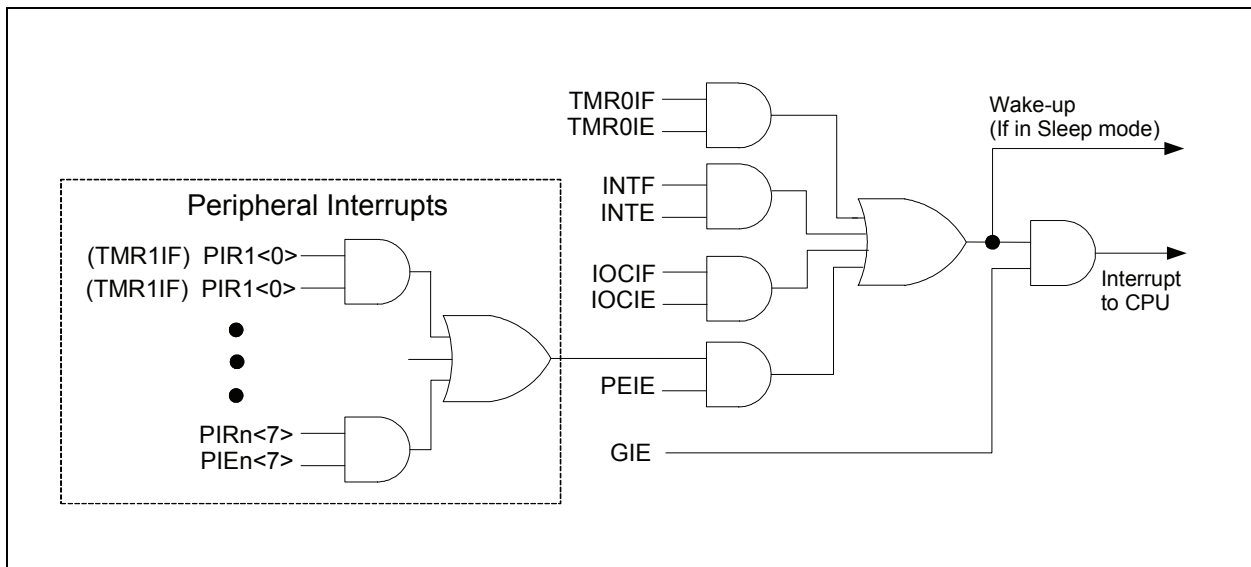 TMR0IF
TMR0IE
Wake-up
(If in Sleep mode)
INTF
INTE
Peripheral Interrupts
(TMR1IF) PIR1<0>
(TMR1IF) PIR1<0>
IOCIF
IOCIE
Interrupt
to CPU
PEIE
PIRn<7>
PIEn<7>
GIE